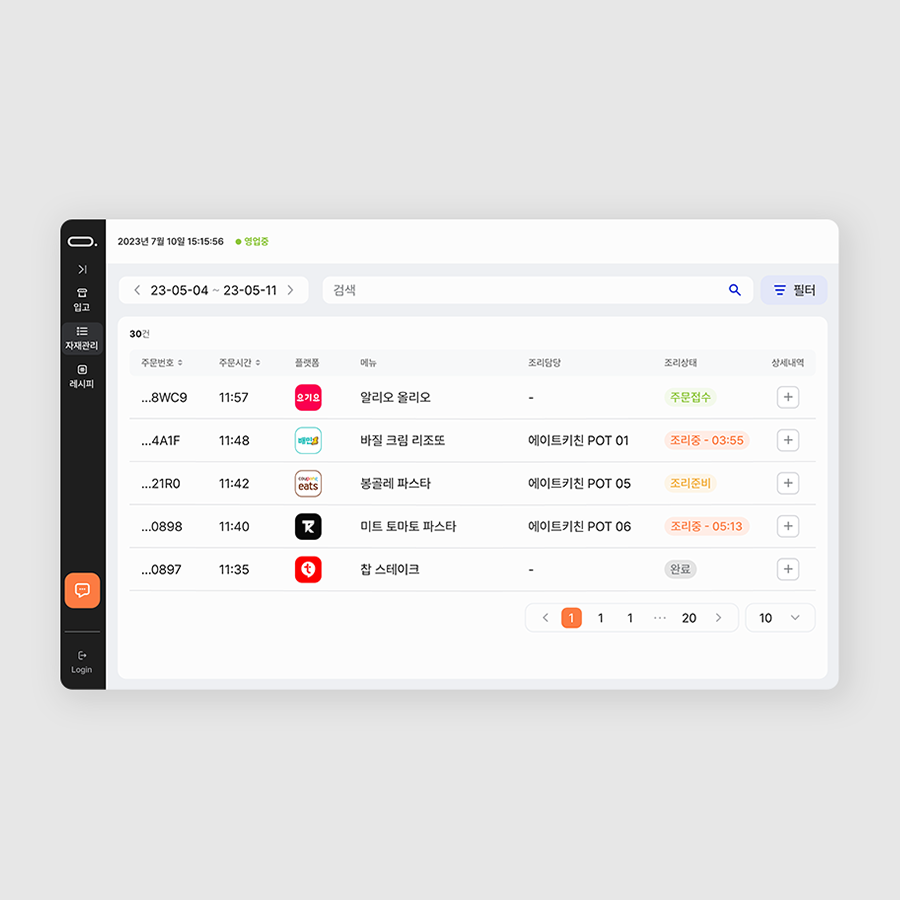 2023년 7월 10일 15:15:56 영업중
입고
자재관리
레시피
Login
23-05-04 ~ 23-05-11
검색
필터
30건
주문번호 주문시간 플랫폼 메뉴 조리담당 조리상태 상세내역
...8WC9 11:57 요기요 알리오 올리오 - 주문접수
...4A1F 11:48 배민 바질 크림 리조또 에이트키친 POT 01 조리중 - 03:55
...21R0 11:42 coupang eats 봉골레 파스타 에이트키친 POT 05 조리준비
...0898 11:40 미트 토마토 파스타 에이트키친 POT 06 조리중 - 05:13
...0897 11:35 t 찹 스테이크 - 완료
1 1 1 ··· 20 10